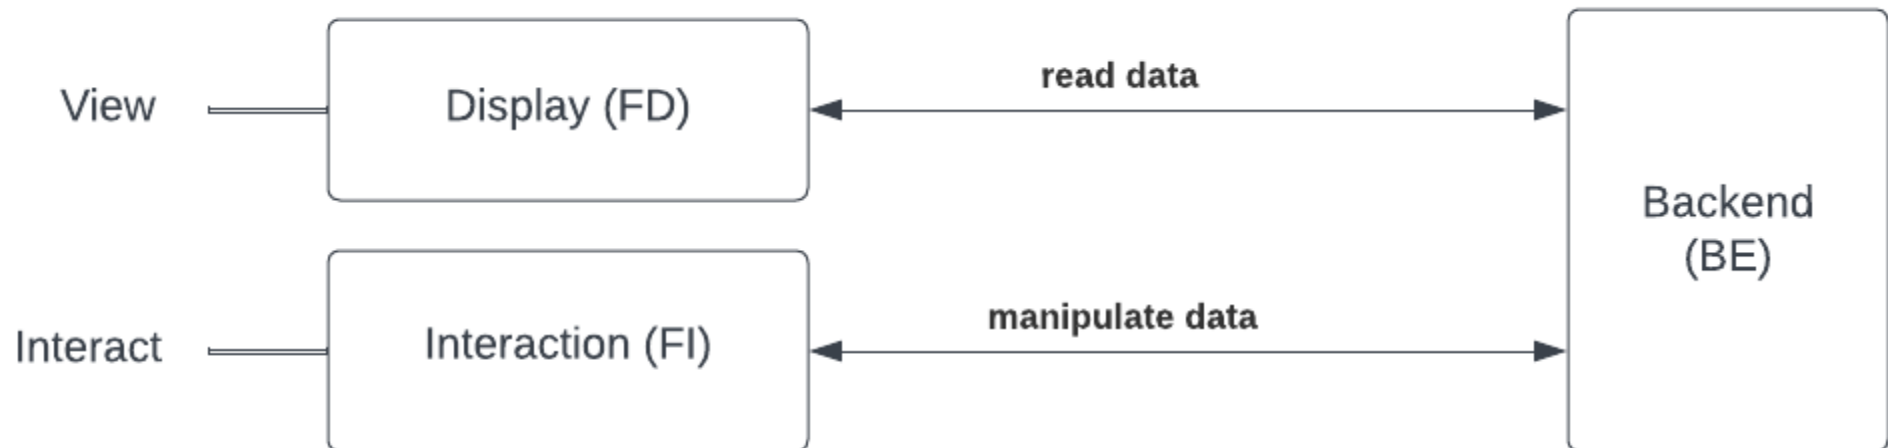 View
Display (FD)
read data
Backend
(BE)
Interact
Interaction (FI)
manipulate data